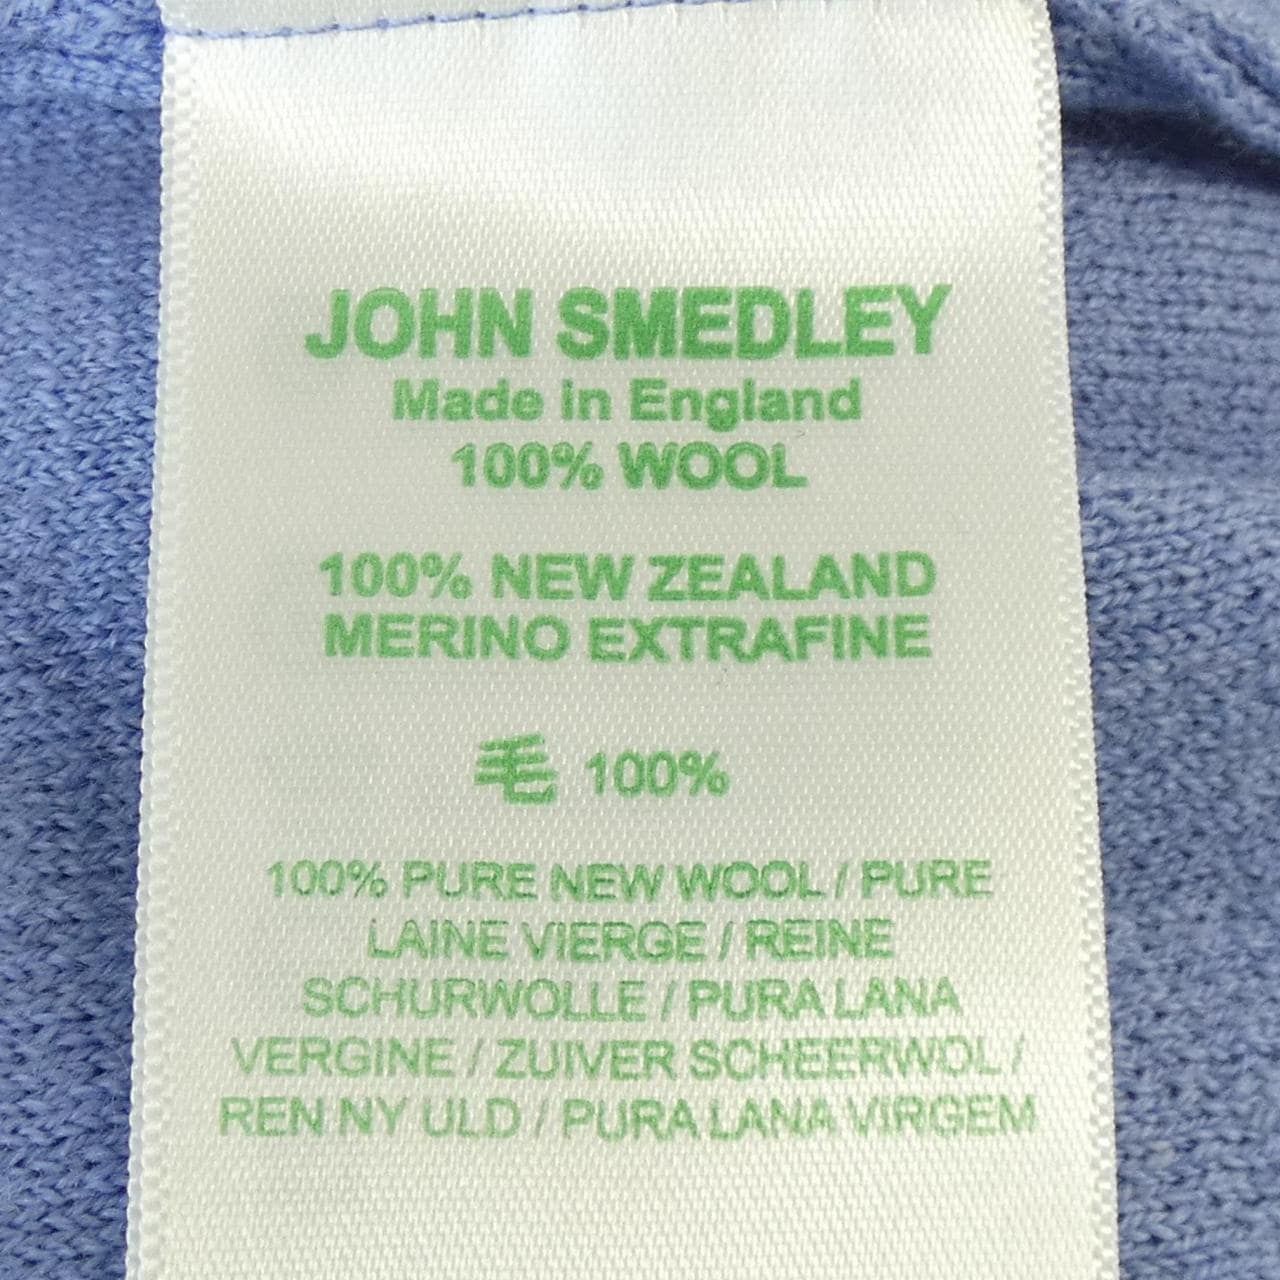 JOHN SMEDLEY
Made in England
100% WOOL
100% NEW ZEALAND
MERINO EXTRAFINE
毛 100%
100% PURE NEW WOOL / PURE
LAINE VIERGE / REINE
SCHURWOLLE / PURA LANA
VERGINE / ZUIVER SCHEERWOL /
REN NY ULD / PURA LANA VIRGEM